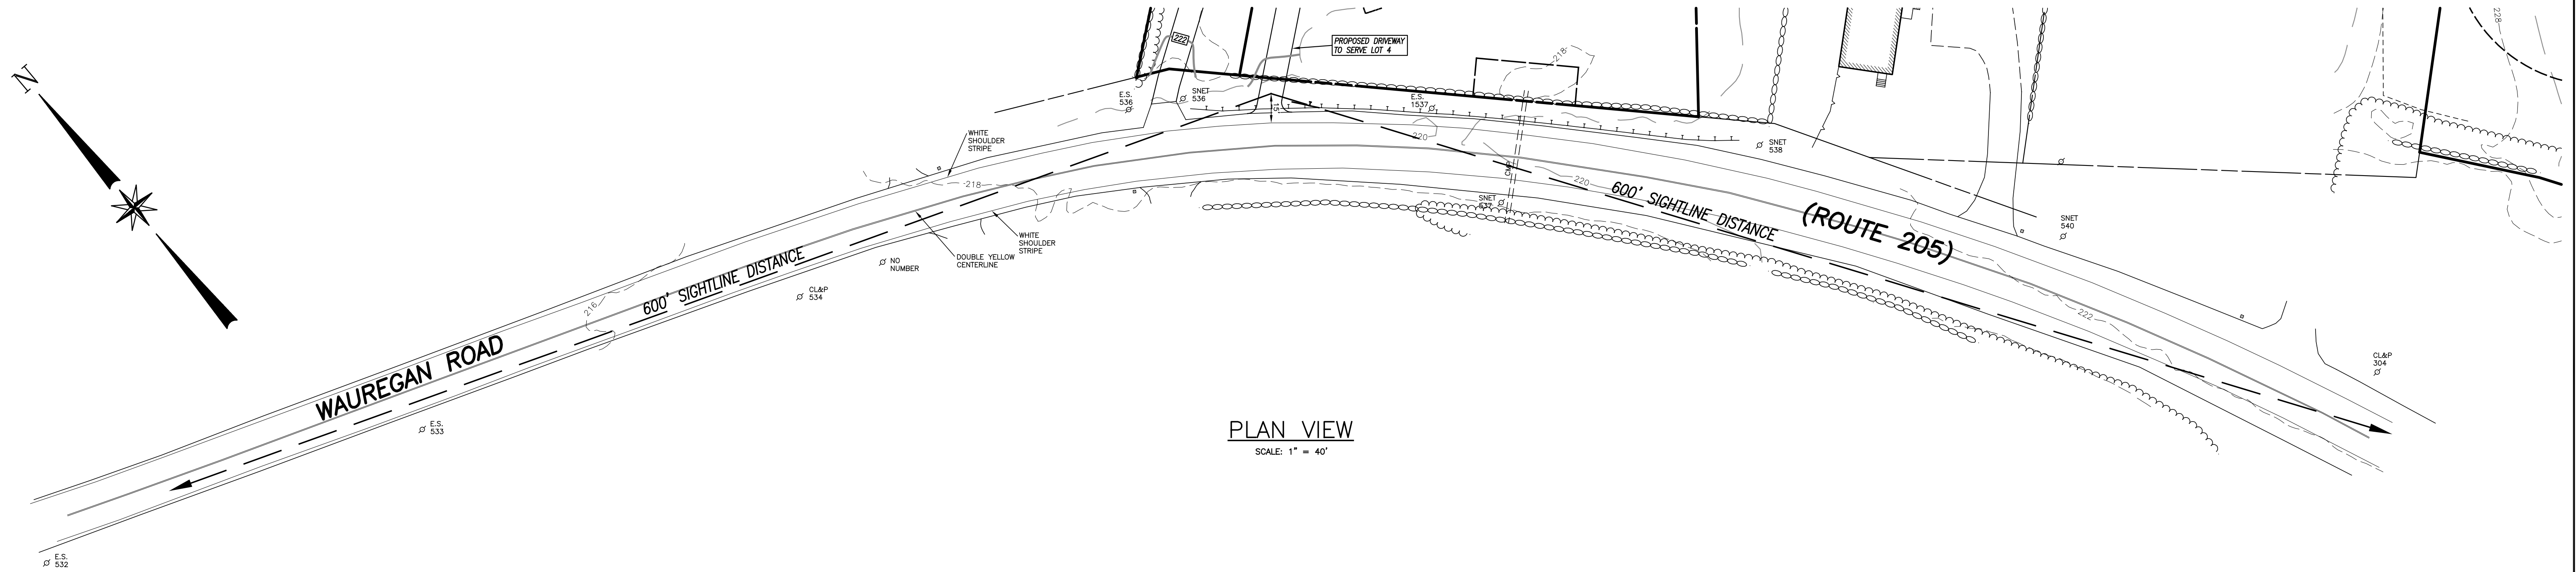 N
222
PROPOSED DRIVEWAY
TO SERVE LOT 4
218
228
E.S.
536
SNET
536
15'
E.S.
1537
220
SNET
538
WHITE
SHOULDER
STRIPE
218
CMP
220
600' SIGHTLINE DISTANCE
(ROUTE 205)
SNET
537
SNET
540
WHITE
SHOULDER
STRIPE
DOUBLE YELLOW
CENTERLINE
NO
NUMBER
600' SIGHTLINE DISTANCE
CL&P
534
216
222
WAUREGAN ROAD
CL&P
304
E.S.
533
PLAN VIEW
SCALE: 1" = 40'
E.S.
532